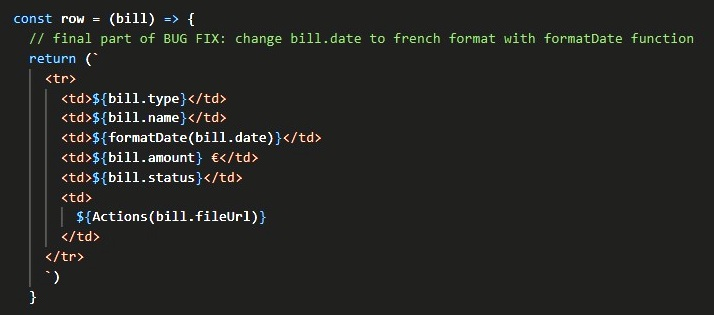 const row = (bill) => {
  // final part of BUG FIX: change bill.date to french format with formatDate function
  return (`
    <tr>
      <td>${bill.type}</td>
      <td>${bill.name}</td>
      <td>${formatDate(bill.date)}</td>
      <td>${bill.amount} €</td>
      <td>${bill.status}</td>
      <td>
        ${Actions(bill.fileUrl)}
      </td>
    </tr>
    `)
  }